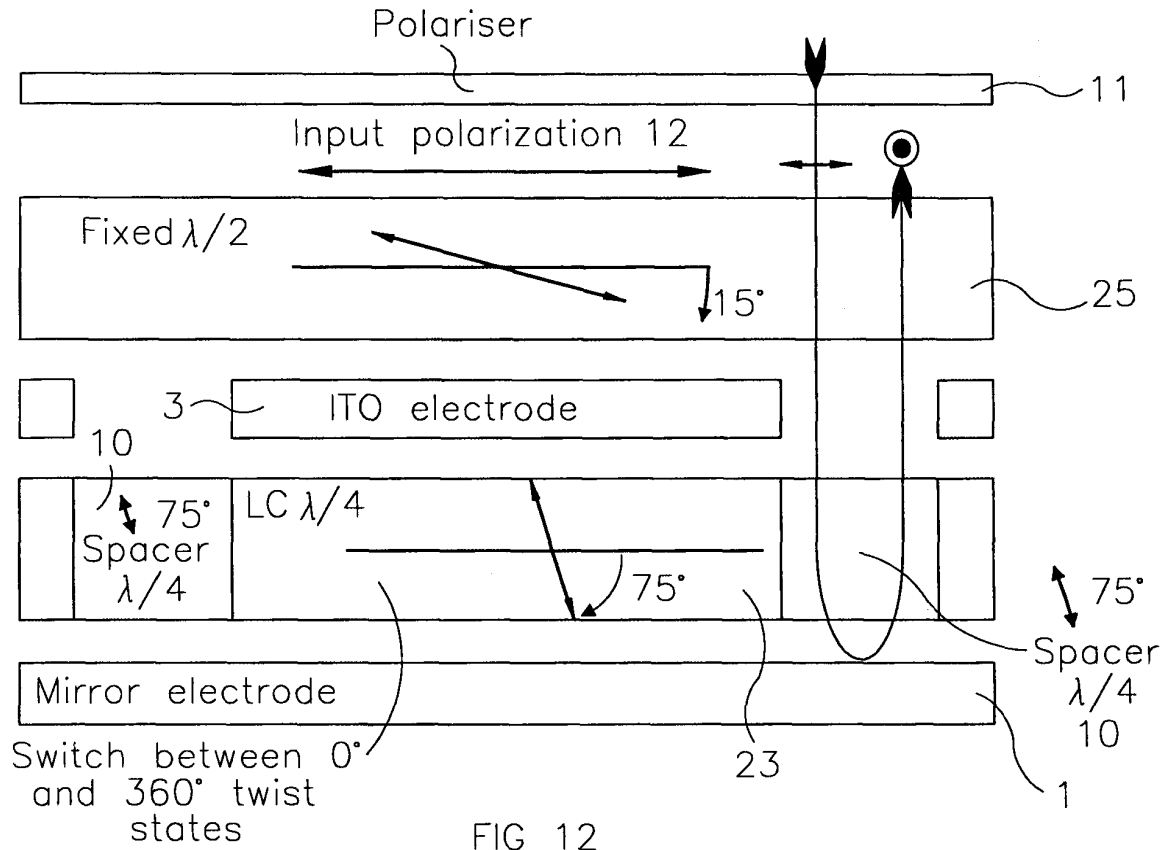 Polariser
11
Input polarization 12
Fixed λ/2
15°
25
3
ITO electrode
10
75°
Spacer
λ/4
LC λ/4
75°
75°
Spacer
λ/4
10
Mirror electrode
Switch between 0°
and 360° twist
states
23
1
FIG 12